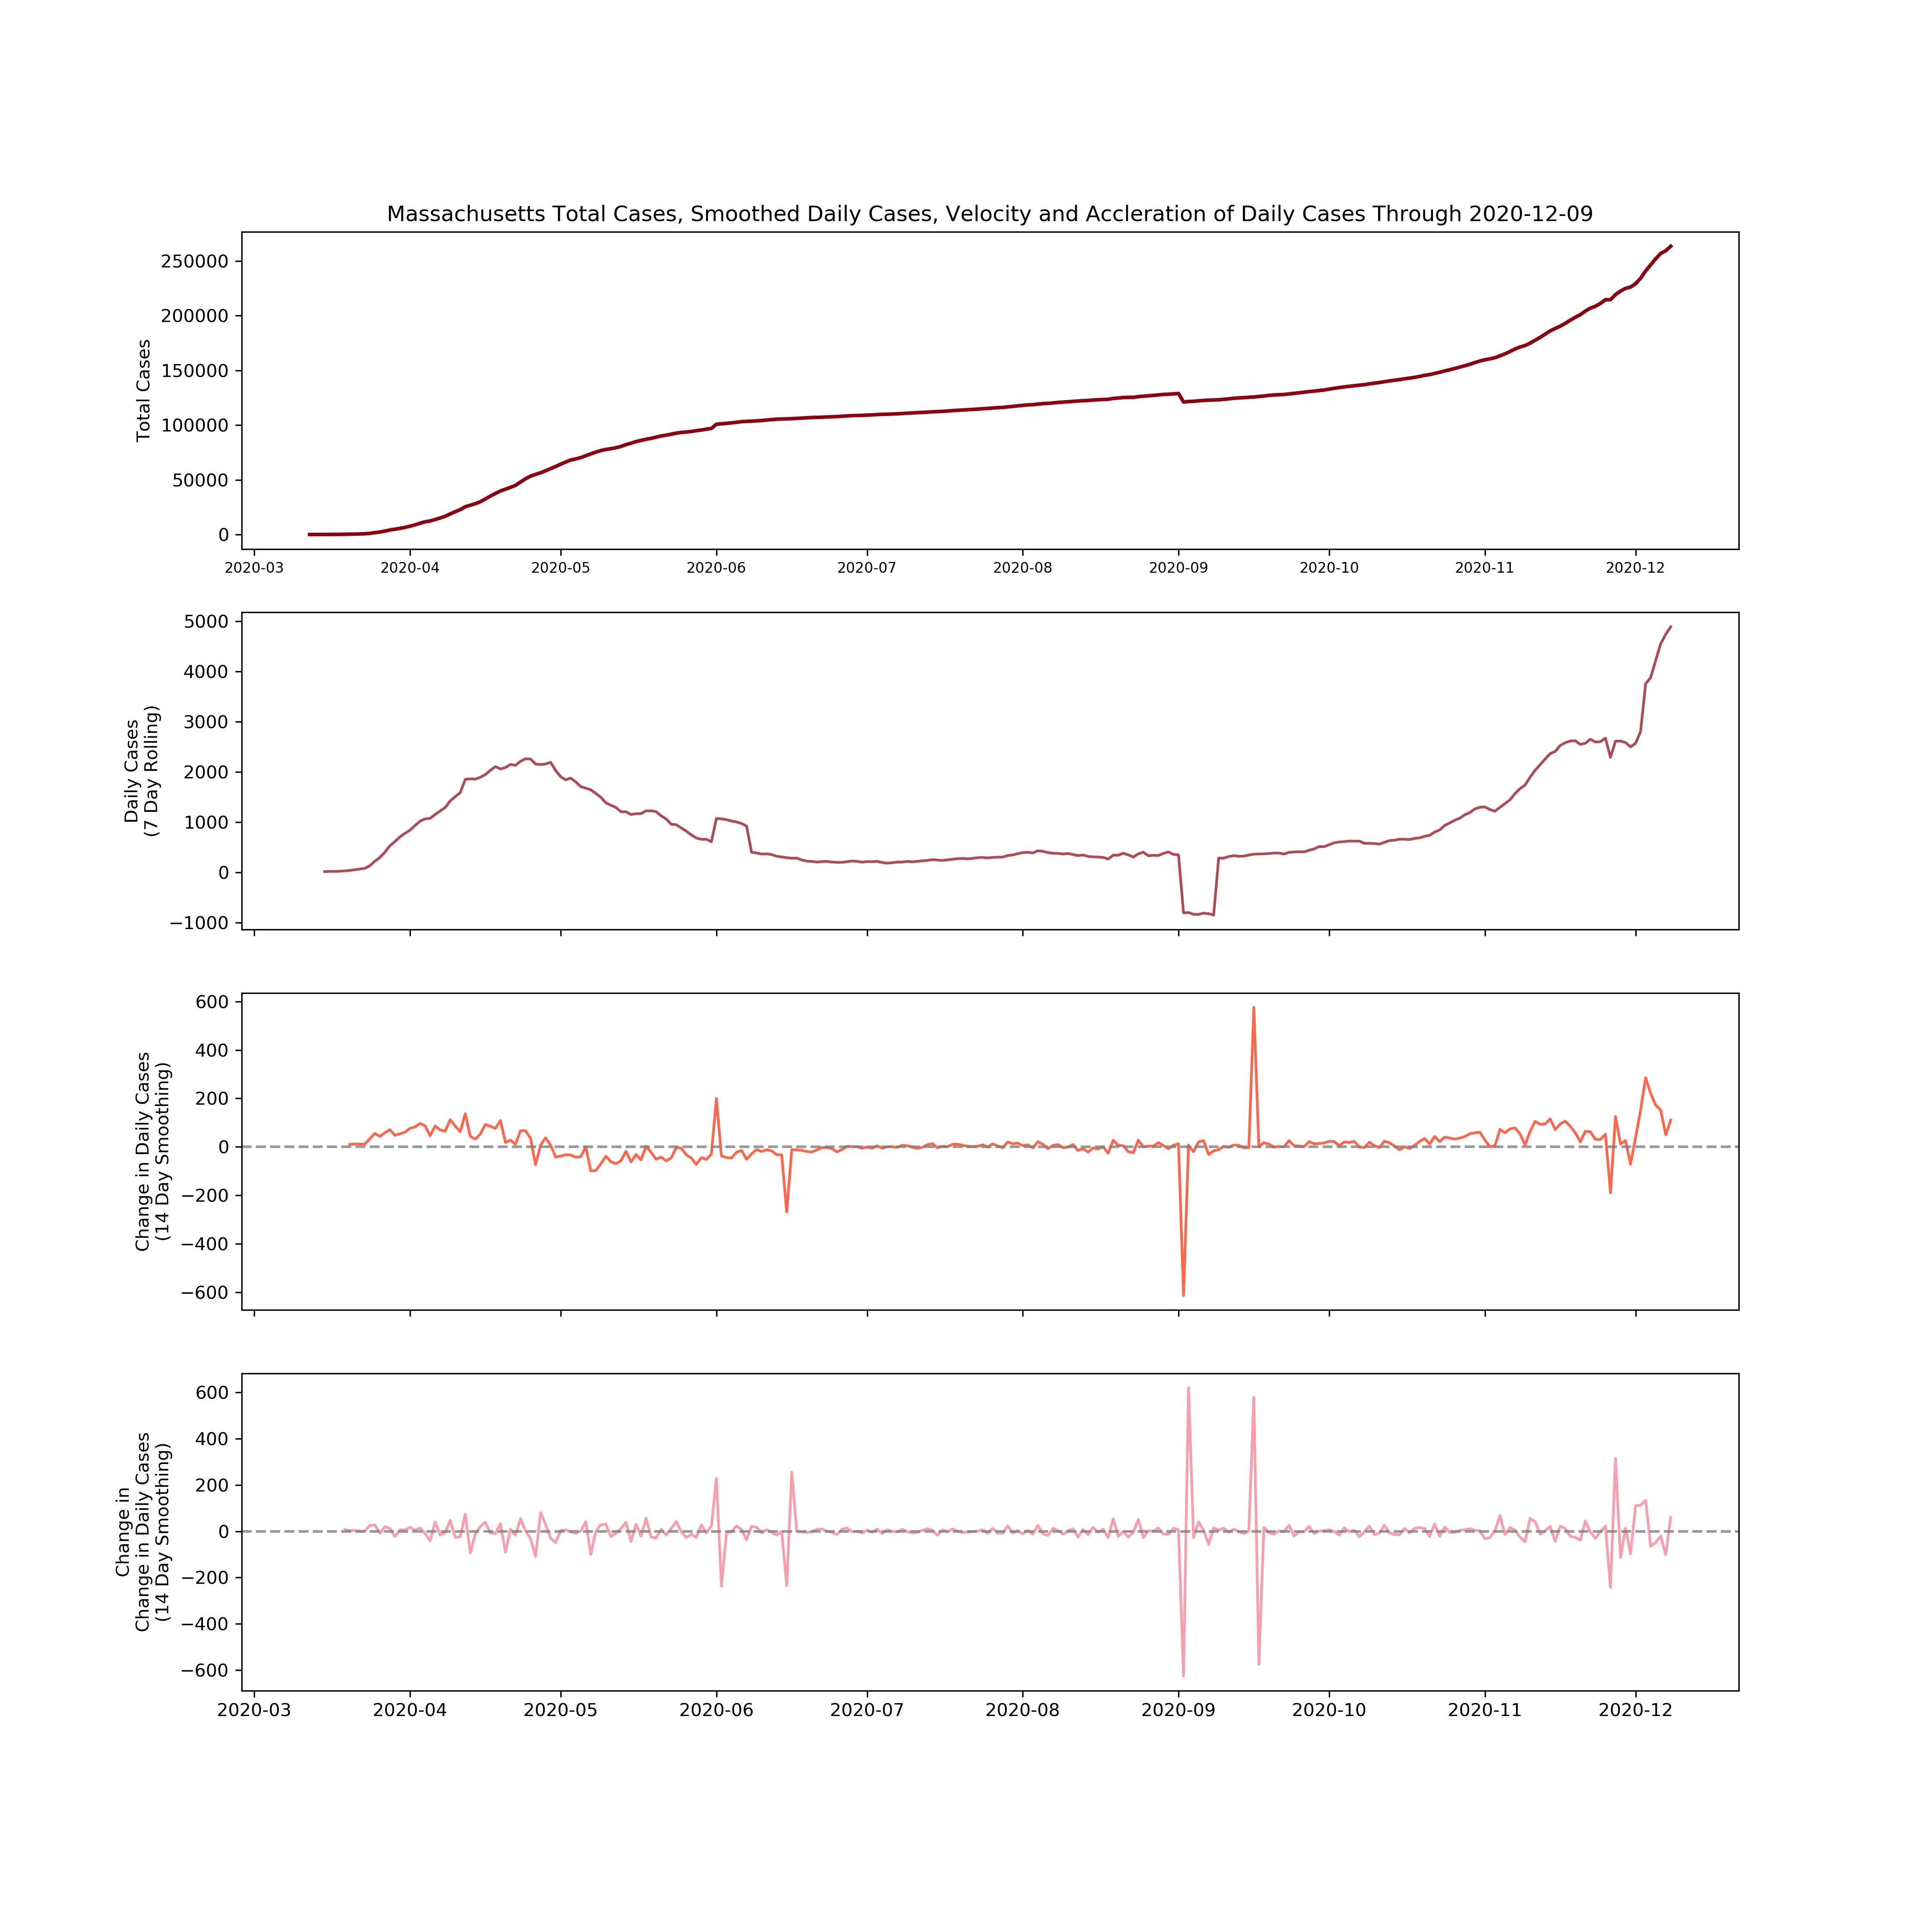 Massachusetts Total Cases, Smoothed Daily Cases, Velocity and Accleration of Daily Cases Through 2020-12-09
250000
200000
150000
100000
50000
0
Total Cases
2020-03 2020-04 2020-05 2020-06 2020-07 2020-08 2020-09 2020-10 2020-11 2020-12
5000
4000
3000
2000
1000
0
−1000
Daily Cases
(7 Day Rolling)
600
400
200
0
−200
−400
−600
Change in Daily Cases
(14 Day Smoothing)
600
400
200
0
−200
−400
−600
Change in
Change in Daily Cases
(14 Day Smoothing)
2020-03 2020-04 2020-05 2020-06 2020-07 2020-08 2020-09 2020-10 2020-11 2020-12